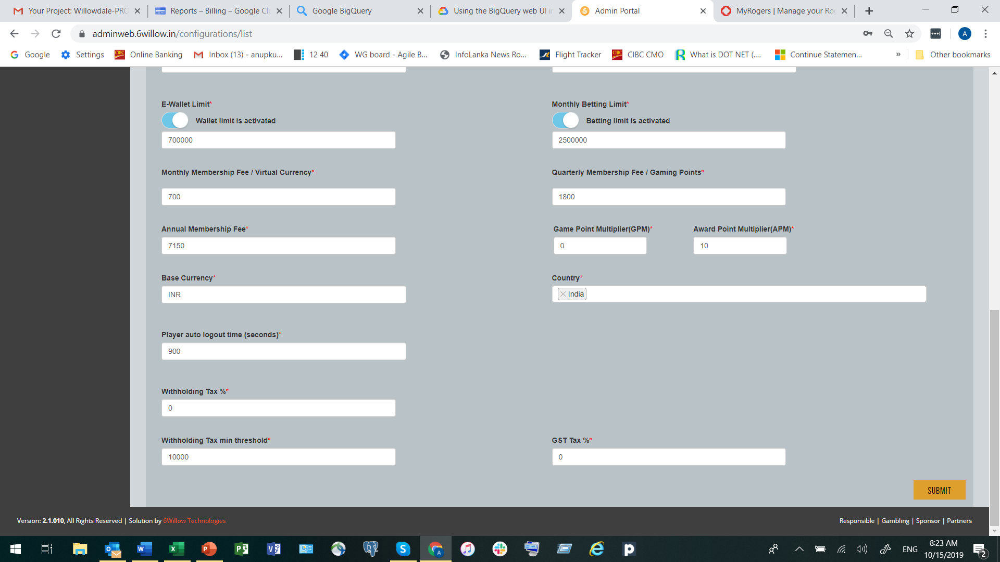 Your Project: Willowdale-PRO
Reports – Billing – Google Clo
Google BigQuery
Using the BigQuery web UI in
Admin Portal
MyRogers | Manage your Rog
adminweb.6willow.in/configurations/list
A
Google
Settings
Online Banking
Inbox (13) - anupku...
12 40
WG board - Agile B...
InfoLanka News Ro...
Flight Tracker
CIBC CMO
What is DOT NET (....
Continue Statemen...
»
Other bookmarks
E-Wallet Limit*
Monthly Betting Limit*
Wallet limit is activated
Betting limit is activated
700000
2500000
Monthly Membership Fee / Virtual Currency*
Quarterly Membership Fee / Gaming Points*
700
1800
Annual Membership Fee*
Game Point Multiplier(GPM)*
Award Point Multiplier(APM)*
7150
0
10
Base Currency*
Country*
INR
India
Player auto logout time (seconds)*
900
Withholding Tax %*
0
Withholding Tax min threshold*
GST Tax %*
10000
0
SUBMIT
Version: 2.1.010, All Rights Reserved | Solution by 6Willow Technologies
Responsible | Gambling | Sponsor | Partners
ENG
8:23 AM
10/15/2019
2